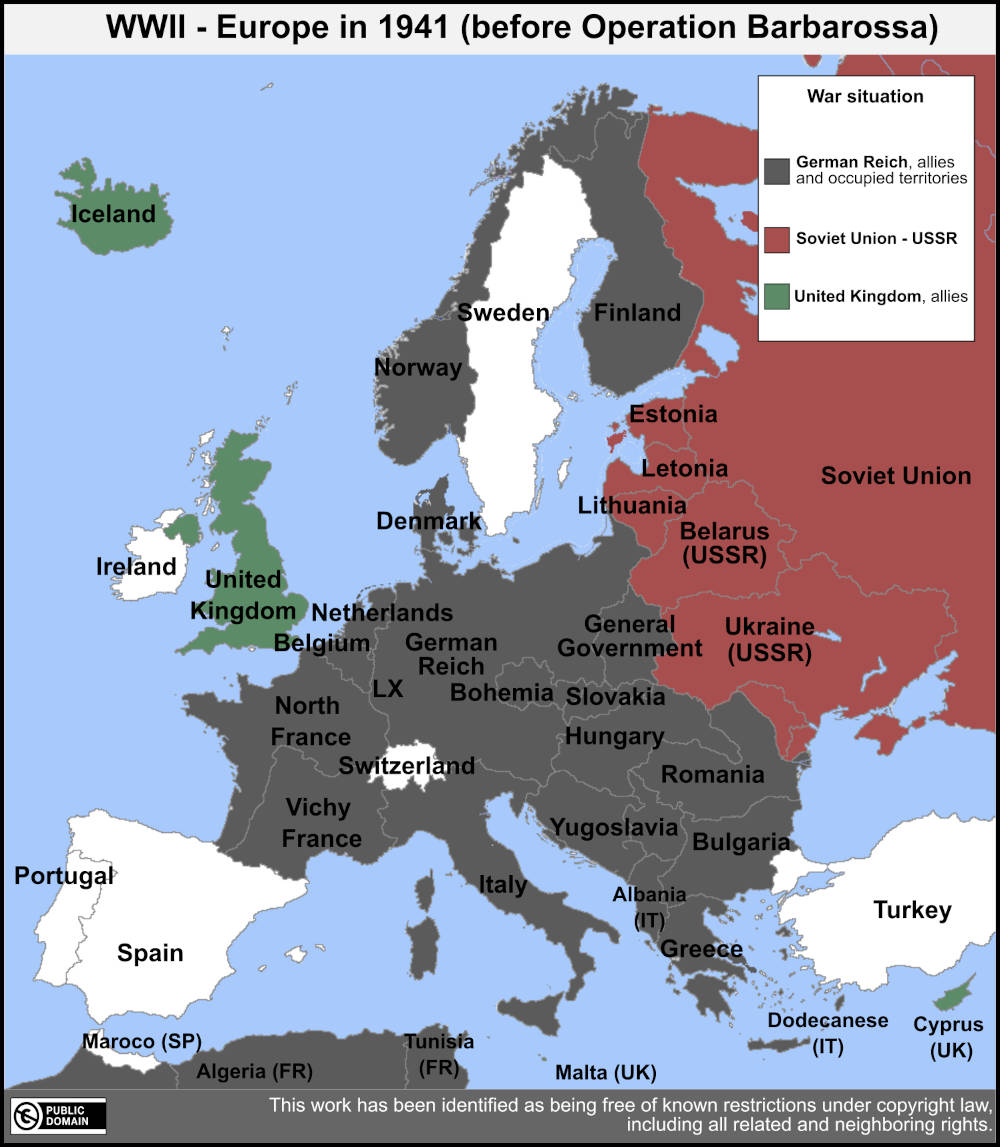 WWII - Europe in 1941 (before Operation Barbarossa)
War situation
German Reich, allies
and occupied territories
Soviet Union - USSR
United Kingdom, allies
Iceland
Sweden
Finland
Norway
Estonia
Letonia
Soviet Union
Lithuania
Denmark
Belarus
(USSR)
Ireland
United
Kingdom
Netherlands
Belgium
German
Reich
General
Government
Ukraine
(USSR)
LX
Bohemia
Slovakia
North
France
Hungary
Switzerland
Romania
Vichy
France
Yugoslavia
Bulgaria
Portugal
Italy
Albania
(IT)
Turkey
Spain
Greece
Dodecanese
(IT)
Cyprus
(UK)
Maroco (SP)
Algeria (FR)
Tunisia
(FR)
Malta (UK)
PUBLIC
DOMAIN
This work has been identified as being free of known restrictions under copyright law,
including all related and neighboring rights.